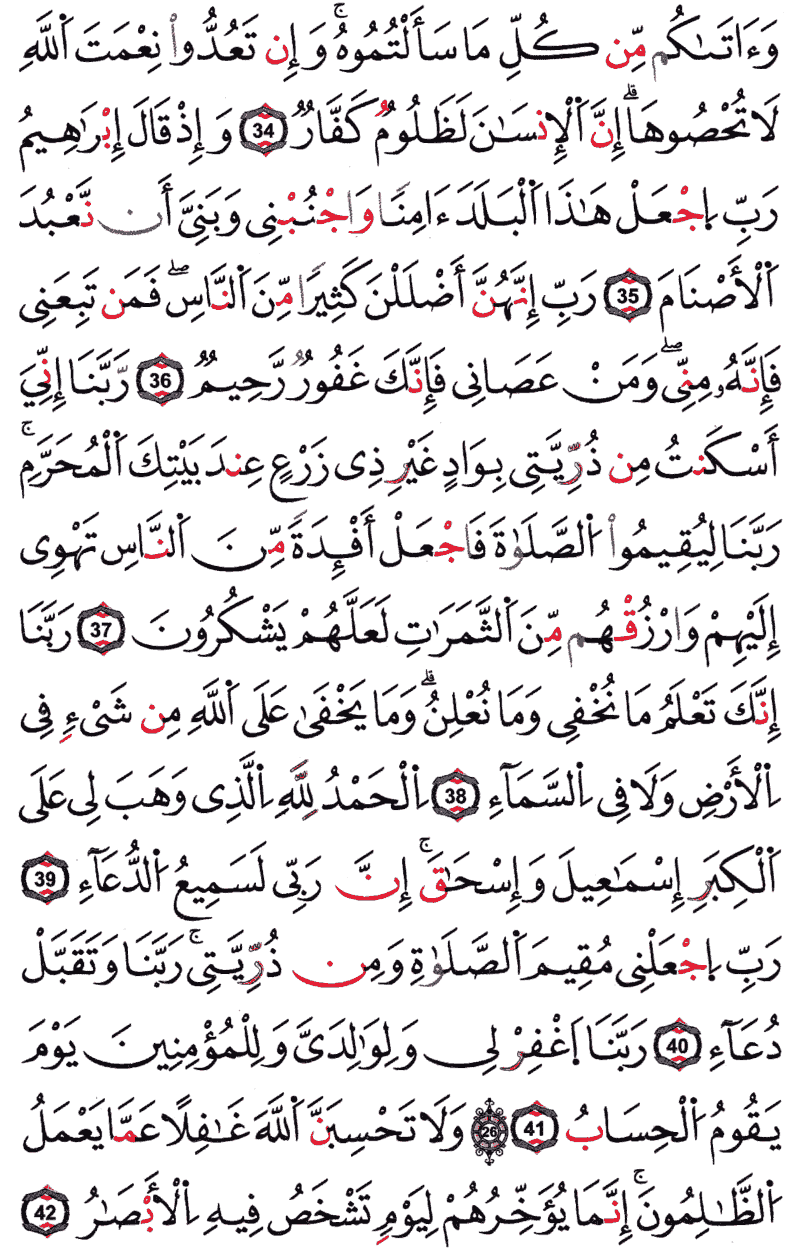 وَءَاتَىٰكُم مِّن كُلِّ مَا سَأَلْتُمُوهُ ۚ وَإِن تَعُدُّوا۟ نِعْمَتَ ٱللَّهِ
لَا تُحْصُوهَا ۗ إِنَّ ٱلْإِنسَـٰنَ لَظَلُومٌ كَفَّارٌ 34 وَإِذْ قَالَ إِبْرَٰهِيمُ
رَبِّ ٱجْعَلْ هَـٰذَا ٱلْبَلَدَ ءَامِنًا وَٱجْنُبْنِى وَبَنِىَّ أَن نَّعْبُدَ
ٱلْأَصْنَامَ 35 رَبِّ إِنَّهُنَّ أَضْلَلْنَ كَثِيرًا مِّنَ ٱلنَّاسِ ۖ فَمَن تَبِعَنِى
فَإِنَّهُۥ مِنِّى ۖ وَمَنْ عَصَانِى فَإِنَّكَ غَفُورٌ رَّحِيمٌ 36 رَّبَّنَا إِنِّيَ
أَسْكَنتُ مِن ذُرِّيَّتِى بِوَادٍ غَيْرِ ذِى زَرْعٍ عِندَ بَيْتِكَ ٱلْمُحَرَّمِ ۚ
رَبَّنَا لِيُقِيمُوا۟ ٱلصَّلَوٰةَ فَٱجْعَلْ أَفْـِٔدَةً مِّنَ ٱلنَّاسِ تَهْوِى
إِلَيْهِمْ وَٱرْزُقْهُم مِّنَ ٱلثَّمَرَٰتِ لَعَلَّهُمْ يَشْكُرُونَ 37 رَبَّنَا
إِنَّكَ تَعْلَمُ مَا نُخْفِى وَمَا نُعْلِنُ ۗ وَمَا يَخْفَىٰ عَلَى ٱللَّهِ مِن شَىْءٍ فِى
ٱلْأَرْضِ وَلَا فِى ٱلسَّمَآءِ 38 ٱلْحَمْدُ لِلَّهِ ٱلَّذِى وَهَبَ لِى عَلَى
ٱلْكِبَرِ إِسْمَـٰعِيلَ وَإِسْحَـٰقَ ۚ إِنَّ رَبِّى لَسَمِيعُ ٱلدُّعَآءِ 39
رَبِّ ٱجْعَلْنِى مُقِيمَ ٱلصَّلَوٰةِ وَمِن ذُرِّيَّتِى ۚ رَبَّنَا وَتَقَبَّلْ
دُعَآءِ 40 رَبَّنَا ٱغْفِرْ لِى وَلِوَٰلِدَىَّ وَلِلْمُؤْمِنِينَ يَوْمَ
يَقُومُ ٱلْحِسَابُ 41 26 وَلَا تَحْسِبَنَّ ٱللَّهَ غَـٰفِلًا عَمَّا يَعْمَلُ
ٱلظَّـٰلِمُونَ ۚ إِنَّمَا يُؤَخِّرُهُمْ لِيَوْمٍ تَشْخَصُ فِيهِ ٱلْأَبْصَـٰرُ 42